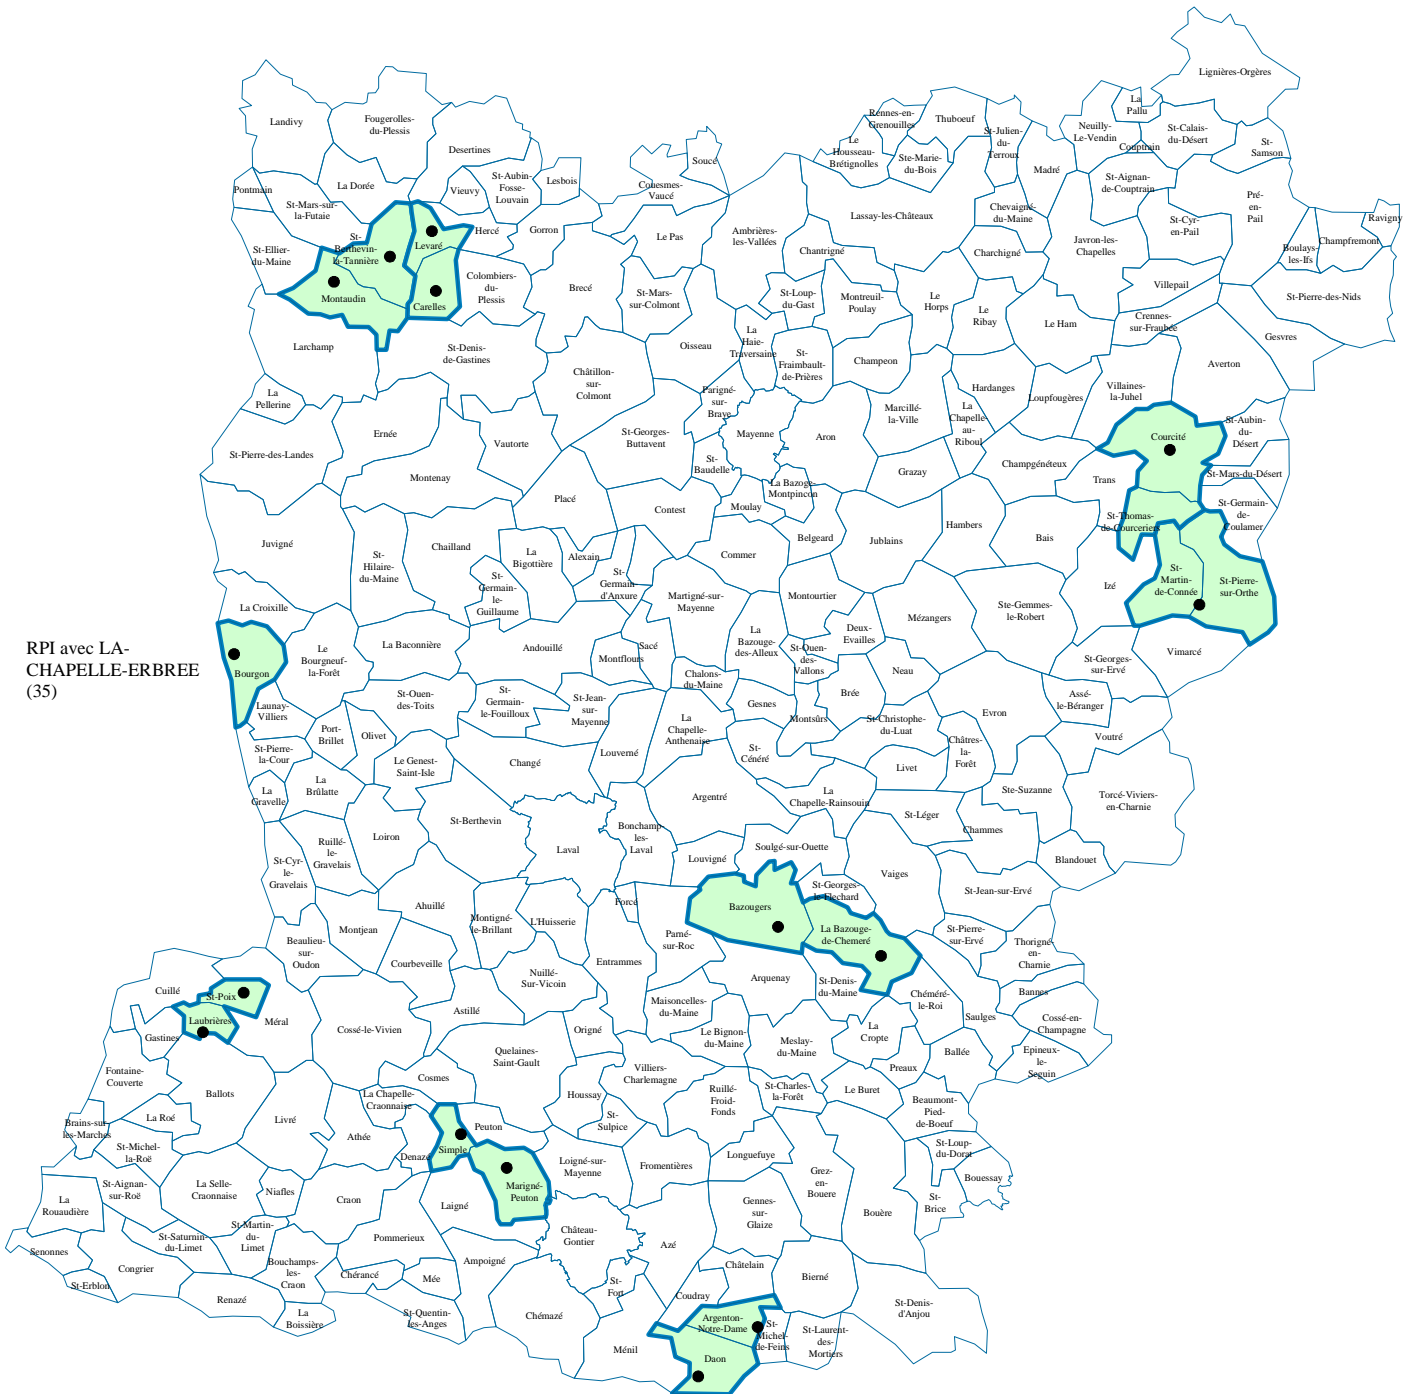 Lignières-Orgères
Landivy
Fougerolles-
du-Plessis
Desertines
La
Pallu
Rennes-en-
Grenouilles
Thuboeuf
Neuilly-
Le-Vendin
St-Calais-
du-Désert
Couptrain
St-Julien-
du-
Terroux
Le
Housseau-
Brétignolles
Ste-Marie-
du-Bois
St-
Samson
Soucé
Madré
La Dorée
Pontmain
Vieuvy
St-Aubin-
Fosse-
Louvain
Lesbois
Couesmes-
Vaucé
St-Aignan-
de-Couptrain
Pré-
en-
Pail
St-Mars-sur-
la-Futaie
Lassay-les-Châteaux
Chevaigné-
du-Maine
St-Cyr-
en-Pail
Ravigny
Hercé
Gorron
Le Pas
Ambrières-
les-Vallées
Levaré
St-
Berthevin-
la-Tannière
St-Ellier-
du-Maine
Chantrigné
Charchigné
Javron-les-
Chapelles
Boulays-
les-Ifs
Champfremont
Montaudin
Carelles
Colombiers-
du-
Plessis
Brecé
St-Mars-
sur-Colmont
St-Loup-
du-Gast
Montreuil-
Poulay
Le
Horps
Le
Ribay
Le Ham
Villepail
St-Pierre-des-Nids
Crennes-
sur-Fraubée
Gesvres
Larchamp
St-Denis-
de-Gastines
Oisseau
La
Haie-
Traversaine
St-
Fraimbault-
de-Prières
Champeon
Averton
Châtillon-
sur-
Colmont
La
Pellerine
Parigné-
sur-
Braye
Hardanges
Loupfougères
Villaines-
la-Juhel
Marcillé-
la-Ville
La
Chapelle-
au-
Riboul
Ernée
Vautorte
St-Georges-
Buttavent
Mayenne
Aron
Courcité
St-Aubin-
du-
Désert
St-Pierre-des-Landes
St-
Baudelle
Montenay
Grazay
Champgénéteux
Trans
St-Mars-du-Désert
Placé
La Bazoge-
Montpinçon
Contest
Moulay
St-Thomas-
de-Courceriers
St-Germain-
de-
Coulamer
Juvigné
Hambers
Bais
Belgeard
Jublains
St-
Hilaire-
du-Maine
Chailland
La
Bigottière
Alexain
Commer
St-
Germain-
le-
Guillaume
St-
Germain
d'Anxure
Izé
St-
Martin-
de-Connée
St-Pierre-
sur-Orthe
Martigné-sur-
Mayenne
Montourtier
La Croixille
Mézangers
Ste-Gemmes-
le-Robert
Deux-
Evailles
La
Bazouge-
des-Alleux
RPI avec LA-
CHAPELLE-ERBREE
(35)
Le
Bourgneuf-
la-Forêt
La Baconnière
Andouillé
Sacé
Montflours
St-Ouen-
des-
Vallons
Vimarcé
St-Georges-
sur-Ervé
Bourgon
Chalons-
du-Maine
Neau
Brée
Assé-
le-Béranger
Launay-
Villiers
St-Ouen-
des-Toits
St-
Germain-
le-Fouilloux
St-Jean-
sur-
Mayenne
Gesnes
Montsûrs
Evron
La
Chapelle-
Anthenaise
St-Christophe-
du-Luat
Port-
Brillet
Olivet
Voutré
St-Pierre-
la-Cour
St-
Cénéré
Châtres-
la-
Forêt
Louverné
Le Genest-
Saint-Isle
Changé
Livet
La
Brûlatte
La
Gravelle
Argentré
La
Chapelle-Rainsouin
Ste-Suzanne
Torcé-Viviers-
en-Charnie
St-Berthevin
St-Léger
Chammes
Loiron
Ruillé-
le-
Gravelais
Laval
Bonchamp-
les-
Laval
Soulgé-sur-Ouette
Louvigné
Blandouet
St-Cyr-
le-
Gravelais
Vaiges
St-Jean-sur-Ervé
St-Georges-
le-Flechard
Ahuillé
Forcé
Bazougers
Montigné-
le-Brillant
L'Huisserie
Montjean
La Bazouge-
de-Chemeré
St-Pierre-
sur-Ervé
Parné-
sur-Roc
Thorigné-
en-
Charnie
Beaulieu-
sur-
Oudon
Courbeveille
Entrammes
Nuillé-
Sur-Vicoin
Arquenay
St-Denis-
du-Maine
Cuillé
St-Poix
Chéméré-
le-Roi
Bannes
Maisoncelles-
du-Maine
Astillé
Laubrières
Méral
Saulges
Cossé-en-
Champagne
Cossé-le-Vivien
Origné
Le Bignon-
du-Maine
La
Cropte
Gastines
Meslay-
du-Maine
Quelaines-
Saint-Gault
Ballée
Epineux-
le-
Seguin
Fontaine-
Couverte
Cosmes
Villiers-
Charlemagne
Preaux
Ballots
La Chapelle-
Craonnaise
Houssay
Ruillé-
Froid-
Fonds
St-Charles-
la-Forêt
Le Buret
Beaumont-
Pied-
de-Boeuf
La Roé
Livré
St-
Sulpice
Brains-sur
les-Marches
Peuton
Athée
St-Michel-
la-Roë
Simple
Denazé
St-Loup-
du-Dorat
Longuefuye
Loigné-sur-
Mayenne
Fromentières
Grez-
en-
Bouere
Bouessay
St-Aignan-
sur-Roë
La Selle-
Craonnaise
Niafles
Marigné-
Peuton
La
Rouaudière
Craon
Laigné
St-
Brice
Gennes-
sur-
Glaize
Bouère
St-Martin-
du-
Limet
Château-
Gontier
St-Saturnin-
du-Limet
Pommerieux
Azé
Senonnes
Congrier
Bouchamps-
les-
Craon
Ampoigné
Châtelain
Chérancé
Mée
Bierné
St-Erblon
St-
Fort
Coudray
Renazé
St-Denis-
d'Anjou
La
Boissière
St-Quentin-
les-Anges
Chémazé
Argenton-
Notre-Dame
St-
Michel-
de-Feins
St-Laurent-
des-
Mortiers
Ménil
Daon